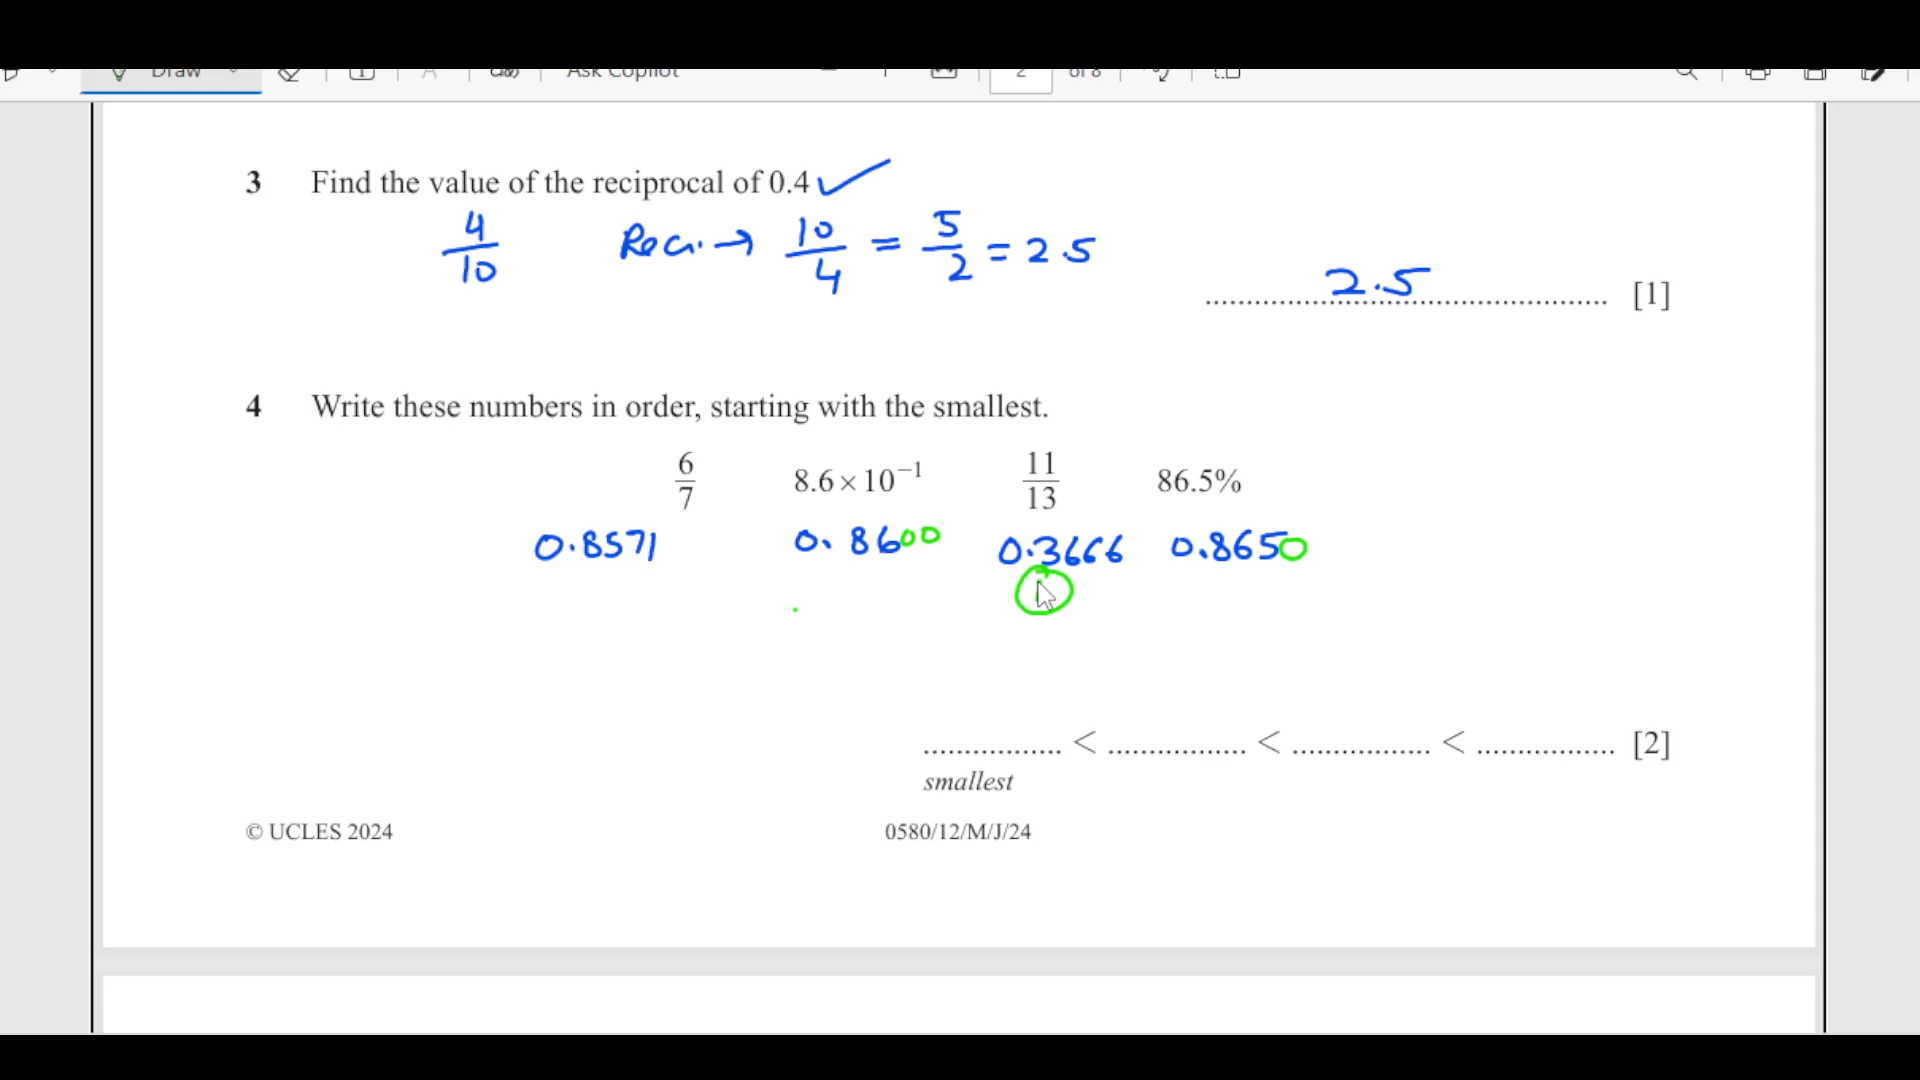 Draw
Ask Copilot
2 of 8
3 Find the value of the reciprocal of 0.4
4/10 Reci. → 10/4 = 5/2 = 2.5
2.5
[1]
4 Write these numbers in order, starting with the smallest.
6/7 8.6 × 10⁻¹ 11/13 86.5%
0.8571 0.8600 0.3666 0.8650
< < < [2]
smallest
© UCLES 2024 0580/12/M/J/24